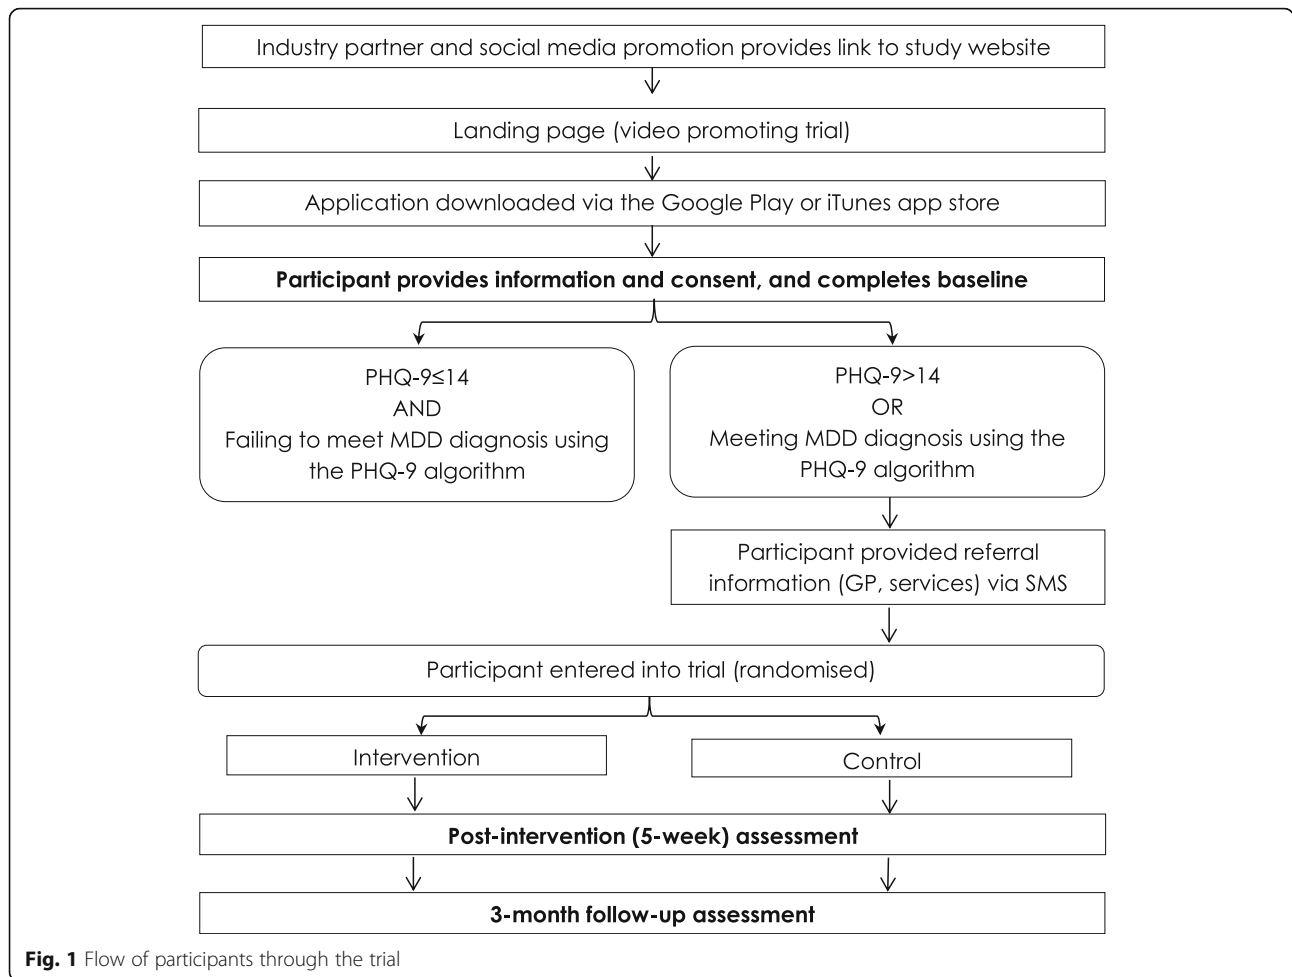 Industry partner and social media promotion provides link to study website
Landing page (video promoting trial)
Application downloaded via the Google Play or iTunes app store
Participant provides information and consent, and completes baseline
PHQ-9≤14
AND
Failing to meet MDD diagnosis using
the PHQ-9 algorithm
PHQ-9>14
OR
Meeting MDD diagnosis using the
PHQ-9 algorithm
Participant provided referral
information (GP, services) via SMS
Participant entered into trial (randomised)
Intervention
Control
Post-intervention (5-week) assessment
3-month follow-up assessment
Fig. 1 Flow of participants through the trial